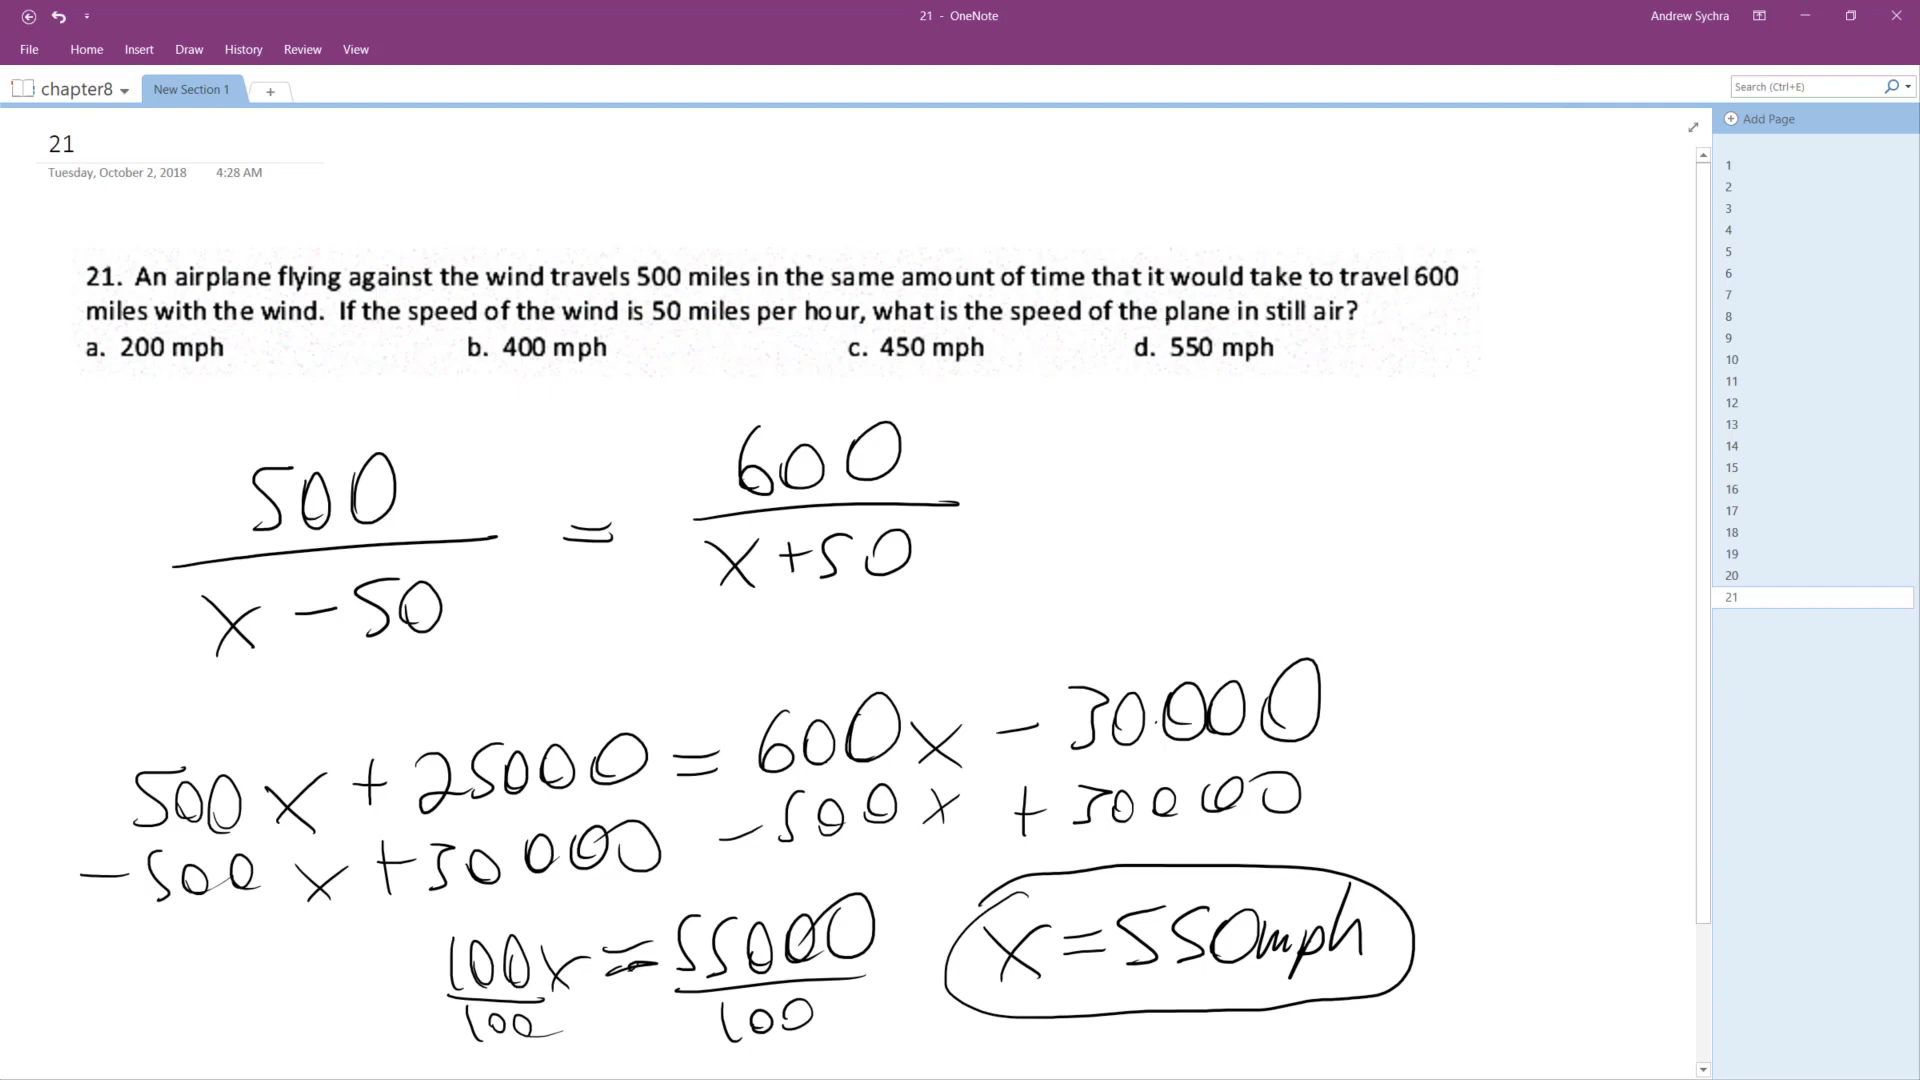 21 - OneNote
Andrew Sychra
File Home Insert Draw History Review View
chapter8 New Section 1 +
Search (Ctrl+E)
Add Page
21
Tuesday, October 2, 2018 4:28 AM
21. An airplane flying against the wind travels 500 miles in the same amount of time that it would take to travel 600
miles with the wind. If the speed of the wind is 50 miles per hour, what is the speed of the plane in still air?
a. 200 mph b. 400 mph c. 450 mph d. 550 mph
500 = 600
x - 50 x + 50
500x + 25000 = 600x - 30000
-500x + 30000 -500x + 30000
100x = 55000
100 100
x = 550mph
1
2
3
4
5
6
7
8
9
10
11
12
13
14
15
16
17
18
19
20
21